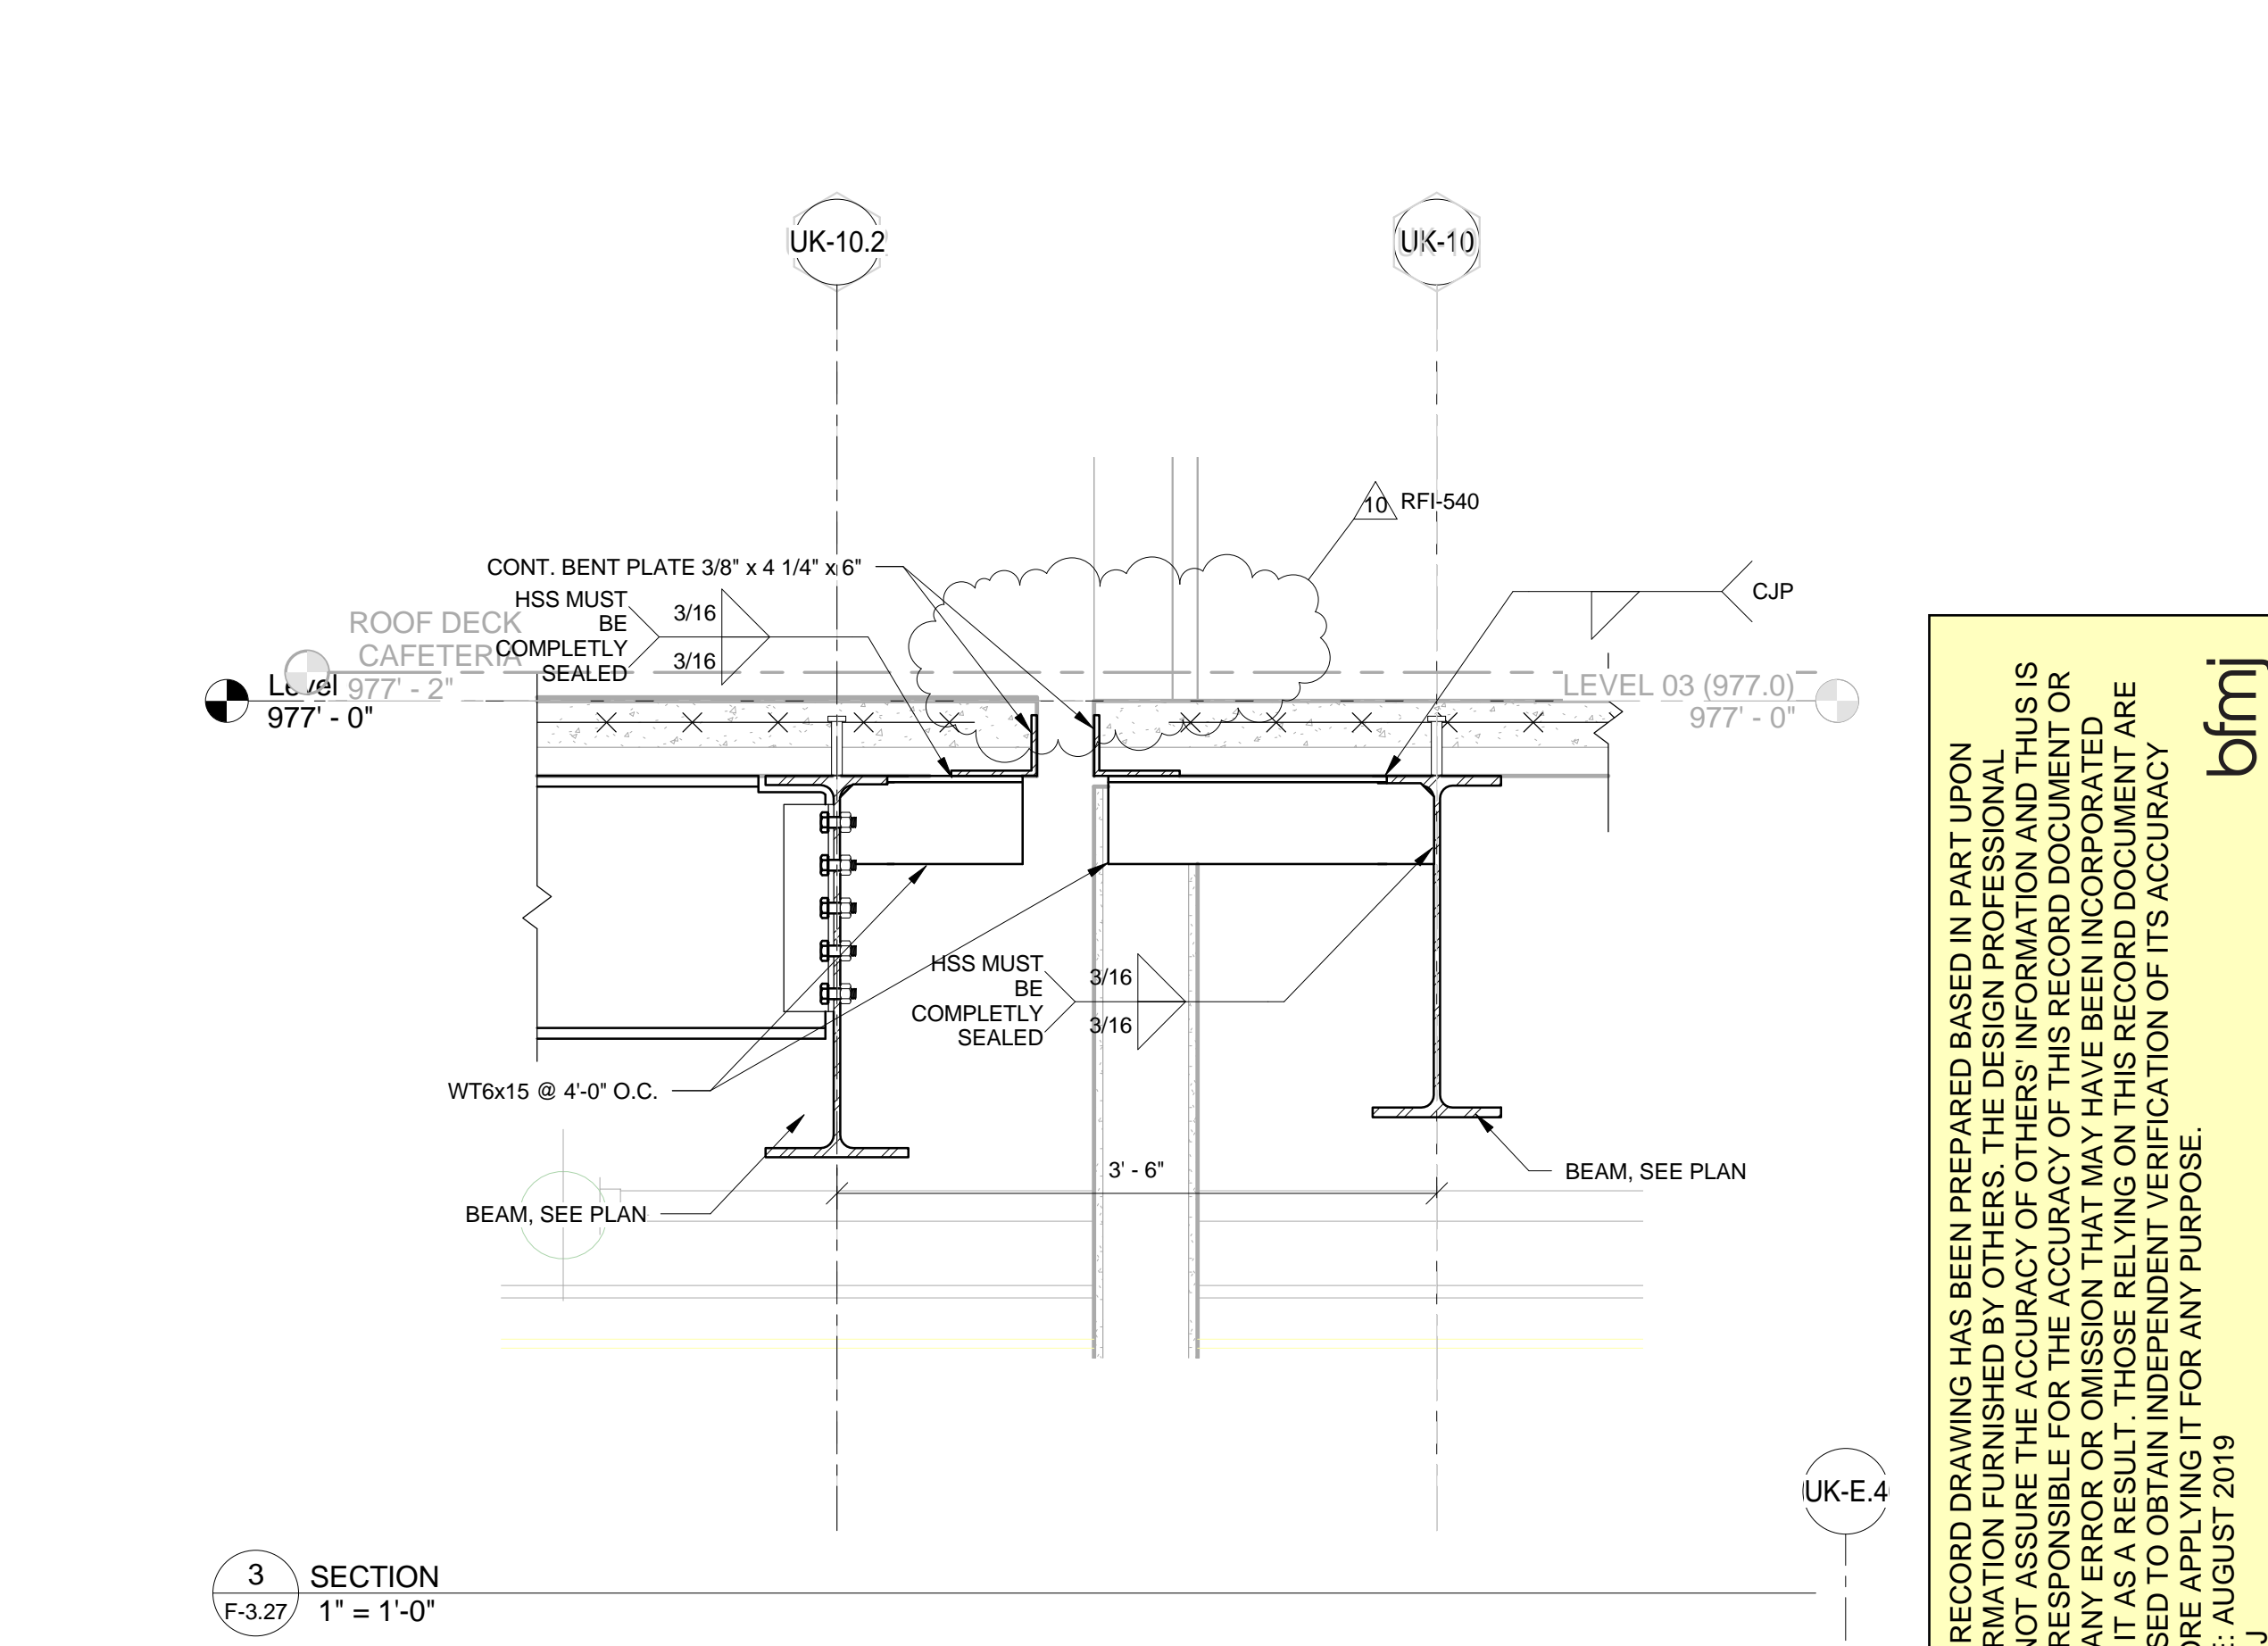 UK-10.2
UK-10
10
RFI-540
CONT. BENT PLATE 3/8" x 4 1/4" x 6"
HSS MUST
BE
COMPLETLY
SEALED
3/16
3/16
CJP
ROOF DECK
CAFETERIA
977' - 2"
Level
977' - 0"
LEVEL 03 (977.0)
977' - 0"
HSS MUST
BE
COMPLETLY
SEALED
3/16
3/16
WT6x15 @ 4'-0" O.C.
3' - 6"
BEAM, SEE PLAN
BEAM, SEE PLAN
UK-E.4
3
F-3.27
SECTION
1" = 1'-0"
RECORD DRAWING HAS BEEN PREPARED BASED IN PART UPON
RMATION FURNISHED BY OTHERS. THE DESIGN PROFESSIONAL
NOT ASSURE THE ACCURACY OF OTHERS' INFORMATION AND THUS IS
RESPONSIBLE FOR THE ACCURACY OF THIS RECORD DOCUMENT OR
ANY ERROR OR OMISSION THAT MAY HAVE BEEN INCORPORATED
IT AS A RESULT. THOSE RELYING ON THIS RECORD DOCUMENT ARE
SED TO OBTAIN INDEPENDENT VERIFICATION OF ITS ACCURACY
ORE APPLYING IT FOR ANY PURPOSE.
E: AUGUST 2019
bfmj